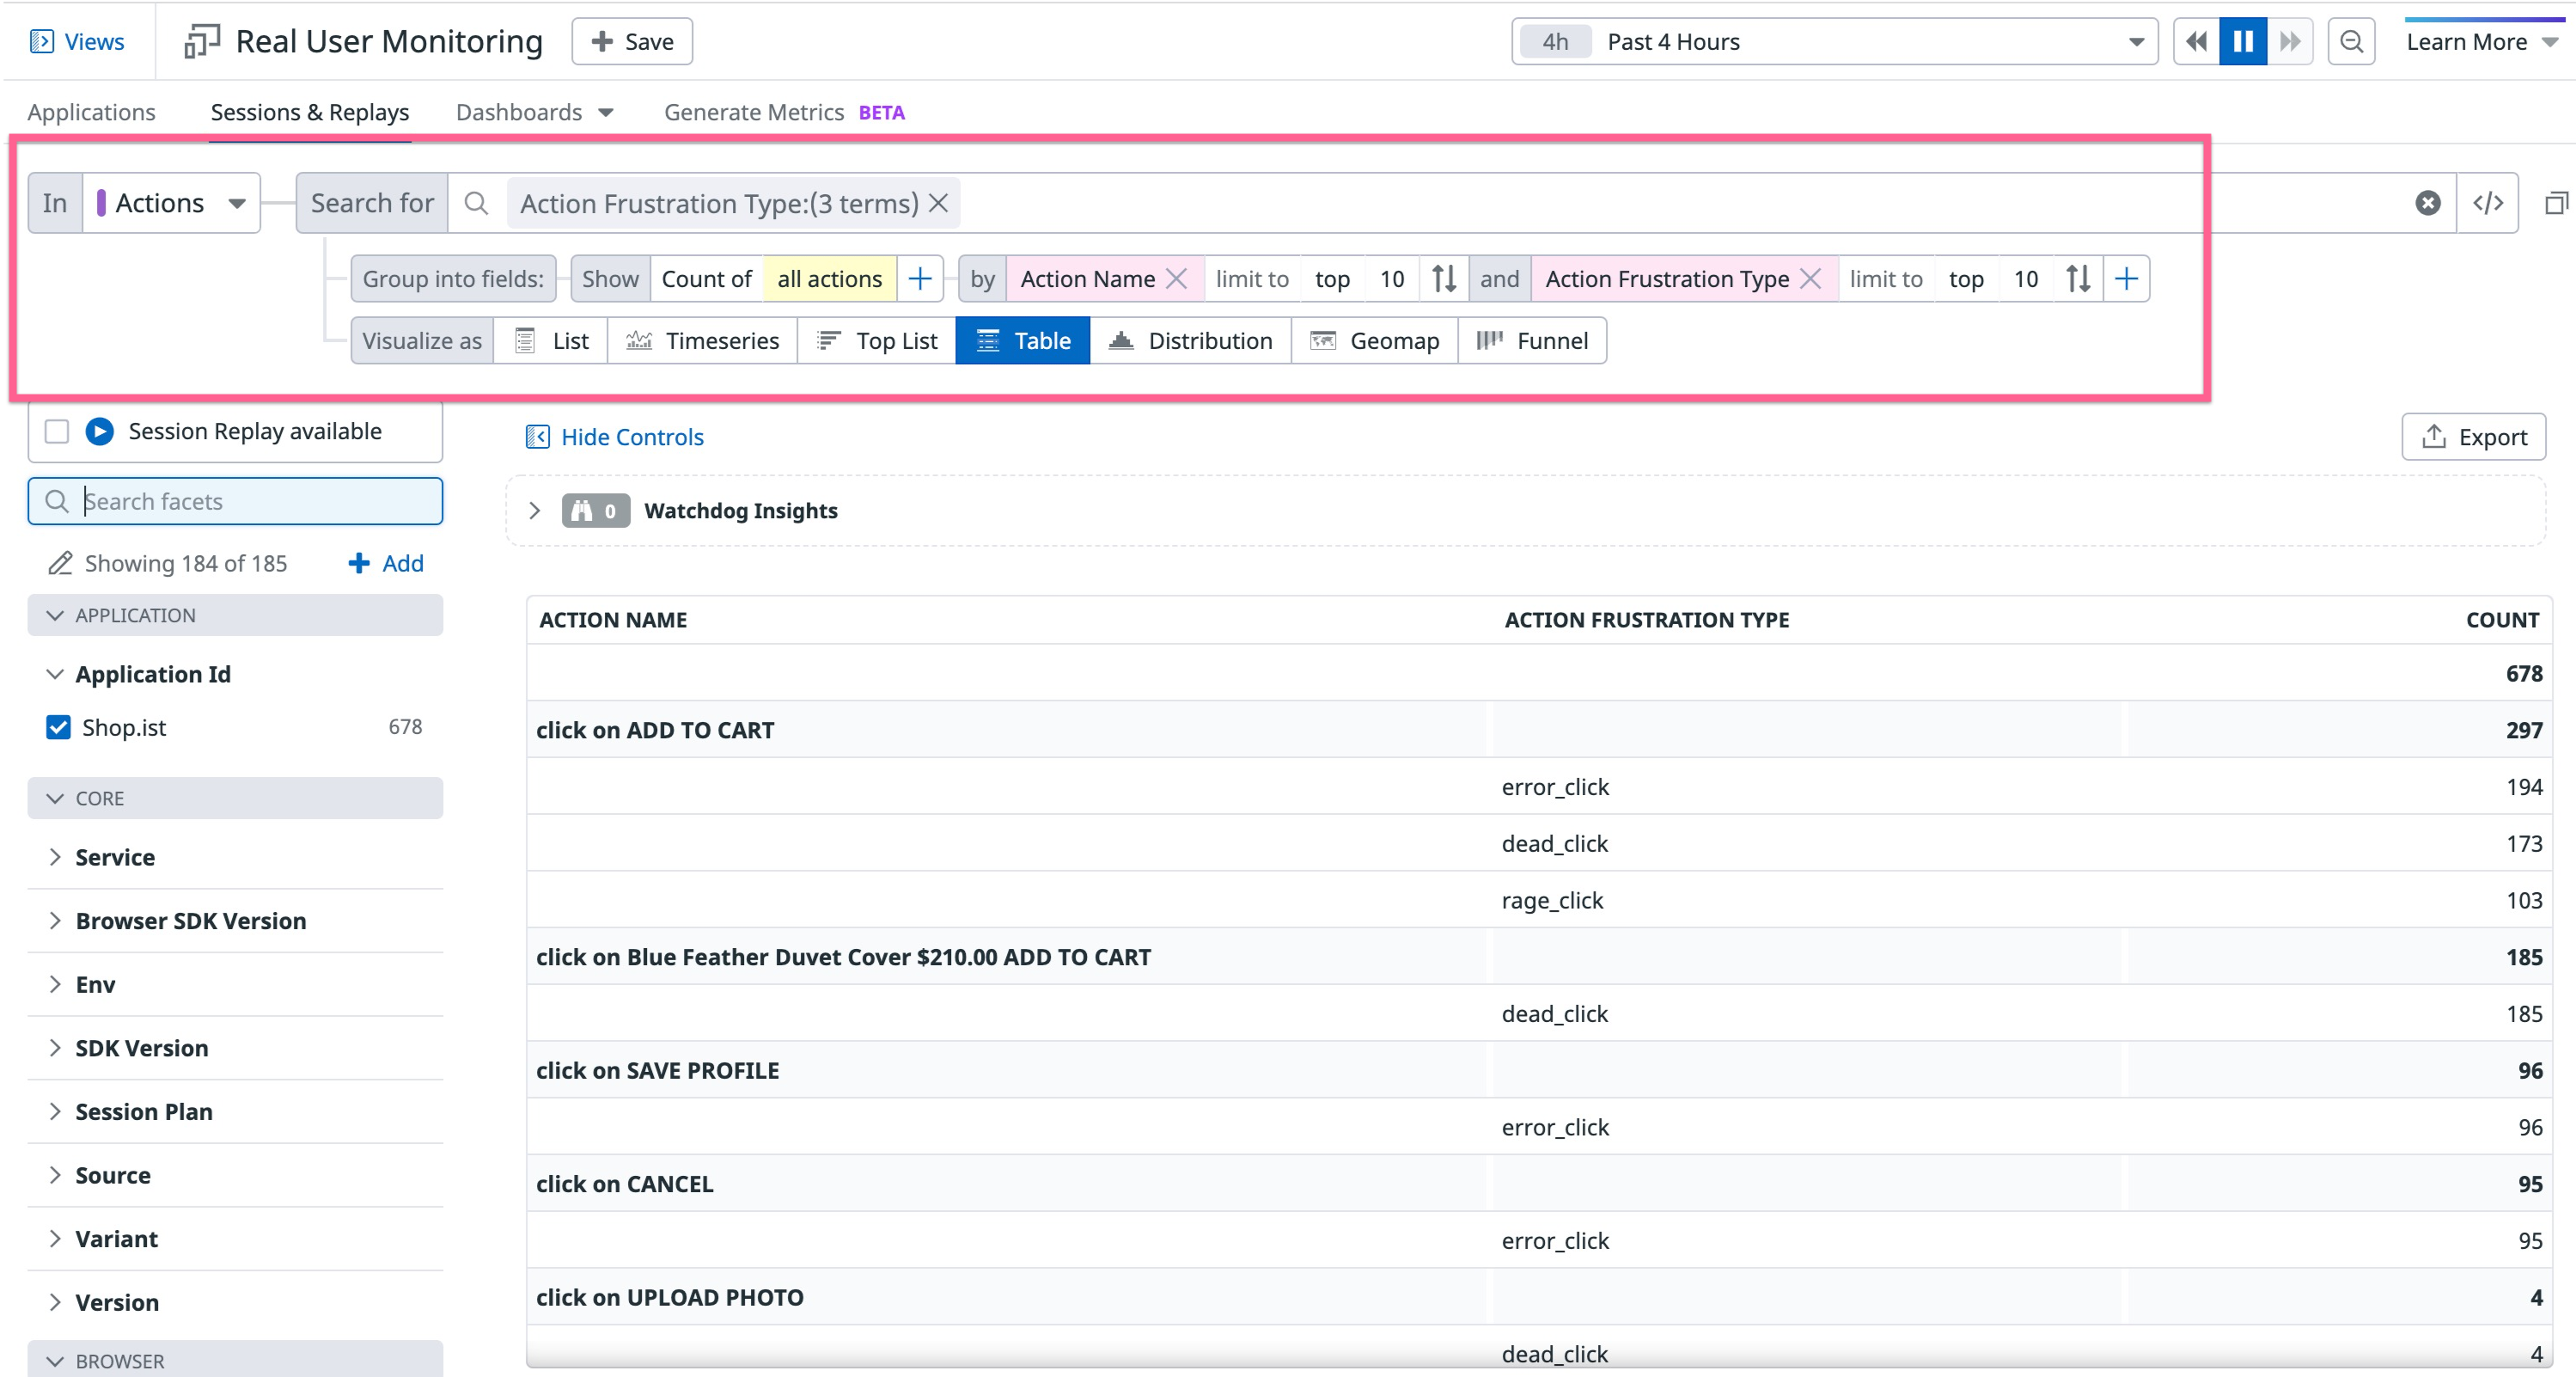 Views Real User Monitoring + Save 4h Past 4 Hours Learn More
Applications Sessions & Replays Dashboards Generate Metrics BETA
In Actions Search for Action Frustration Type:(3 terms) </>
Group into fields: Show Count of all actions + by Action Name limit to top 10 and Action Frustration Type limit to top 10 +
Visualize as List Timeseries Top List Table Distribution Geomap Funnel
Session Replay available
Search facets
Showing 184 of 185 + Add
APPLICATION
Application Id
Shop.ist 678
CORE
Service
Browser SDK Version
Env
SDK Version
Session Plan
Source
Variant
Version
BROWSER
Hide Controls Export
0 Watchdog Insights
ACTION NAME ACTION FRUSTRATION TYPE COUNT
678
click on ADD TO CART 297
error_click 194
dead_click 173
rage_click 103
click on Blue Feather Duvet Cover $210.00 ADD TO CART 185
dead_click 185
click on SAVE PROFILE 96
error_click 96
click on CANCEL 95
error_click 95
click on UPLOAD PHOTO 4
dead_click 4